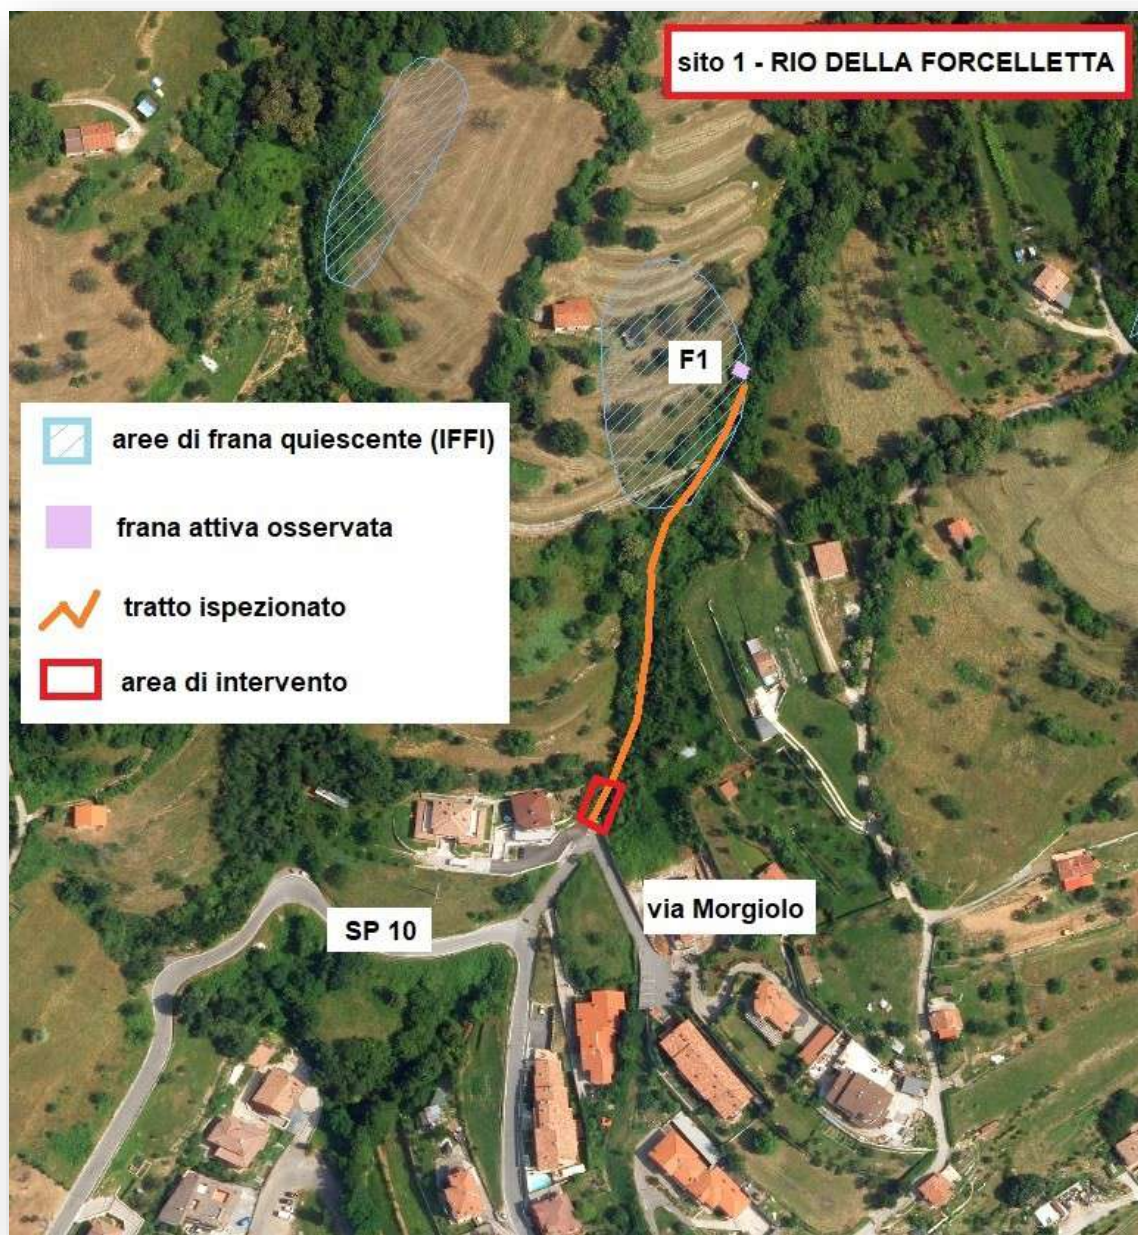 sito 1 - RIO DELLA FORCELLETTA
F1
aree di frana quiescente (IFFI)
frana attiva osservata
tratto ispezionato
area di intervento
via Morgiolo
SP 10